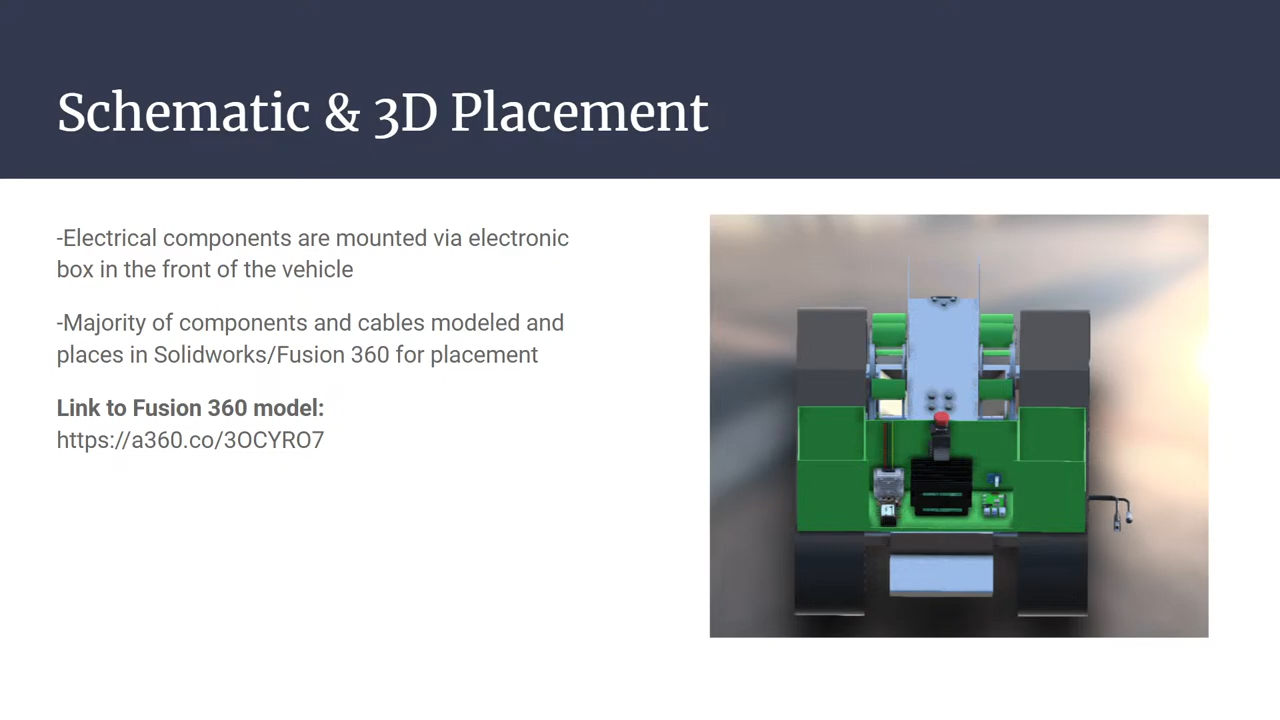 Schematic & 3D Placement
-Electrical components are mounted via electronic
box in the front of the vehicle
-Majority of components and cables modeled and
places in Solidworks/Fusion 360 for placement
Link to Fusion 360 model:
https://a360.co/3OCYRO7